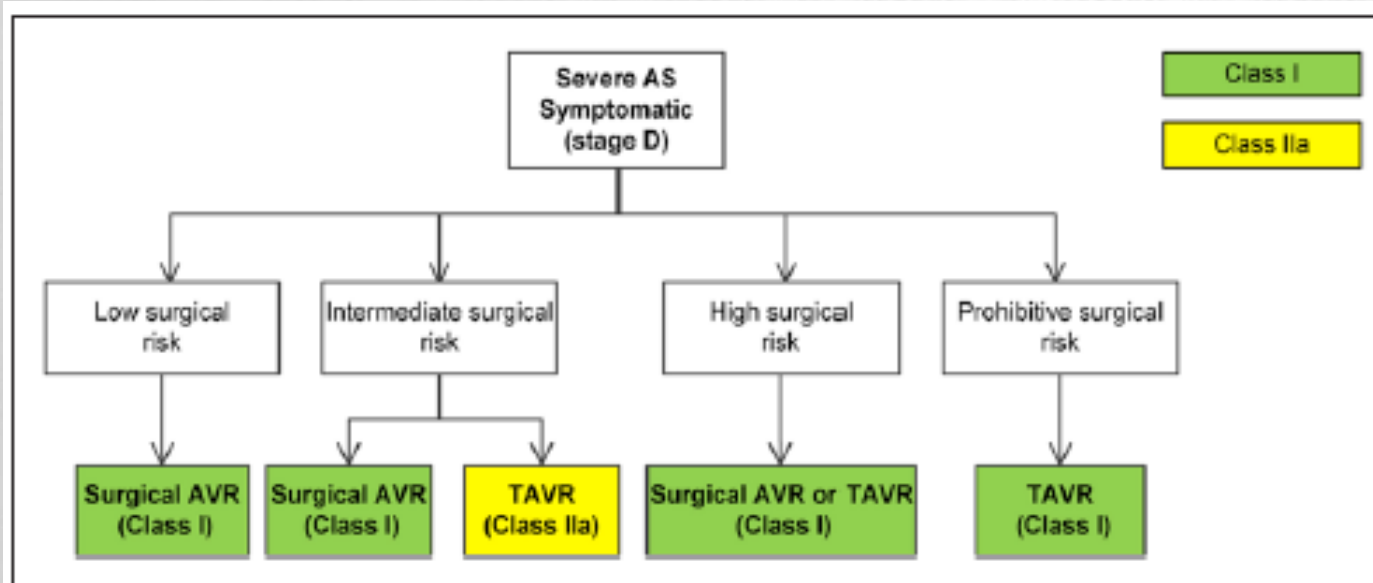 Severe AS
Symptomatic
(stage D)
Class I
Class IIa
Low surgical
risk
Intermediate surgical
risk
High surgical
risk
Prohibitive surgical
risk
Surgical AVR
(Class I)
Surgical AVR
(Class I)
TAVR
(Class IIa)
Surgical AVR or TAVR
(Class I)
TAVR
(Class I)